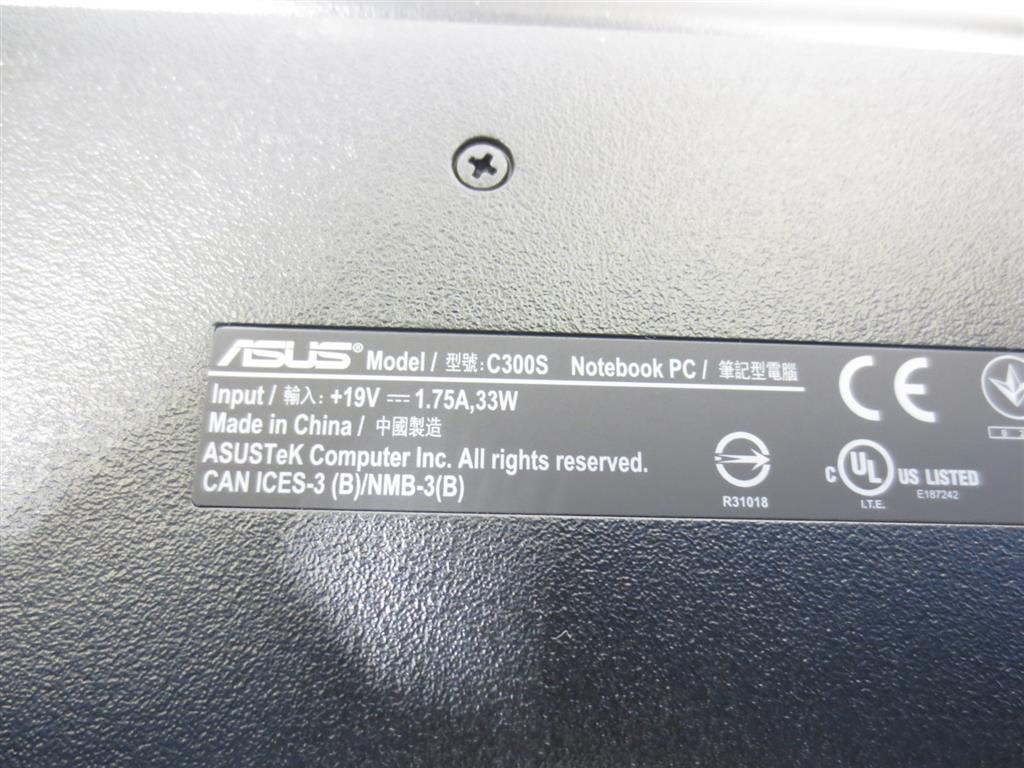 ASUS® Model / 型號: C300S Notebook PC / 筆記型電腦
Input / 輸入: +19V ⎓ 1.75A,33W
Made in China / 中國製造
ASUSTeK Computer Inc. All rights reserved.
CAN ICES-3 (B)/NMB-3(B)
R31018
CE
c UL US LISTED
I.T.E. E187242